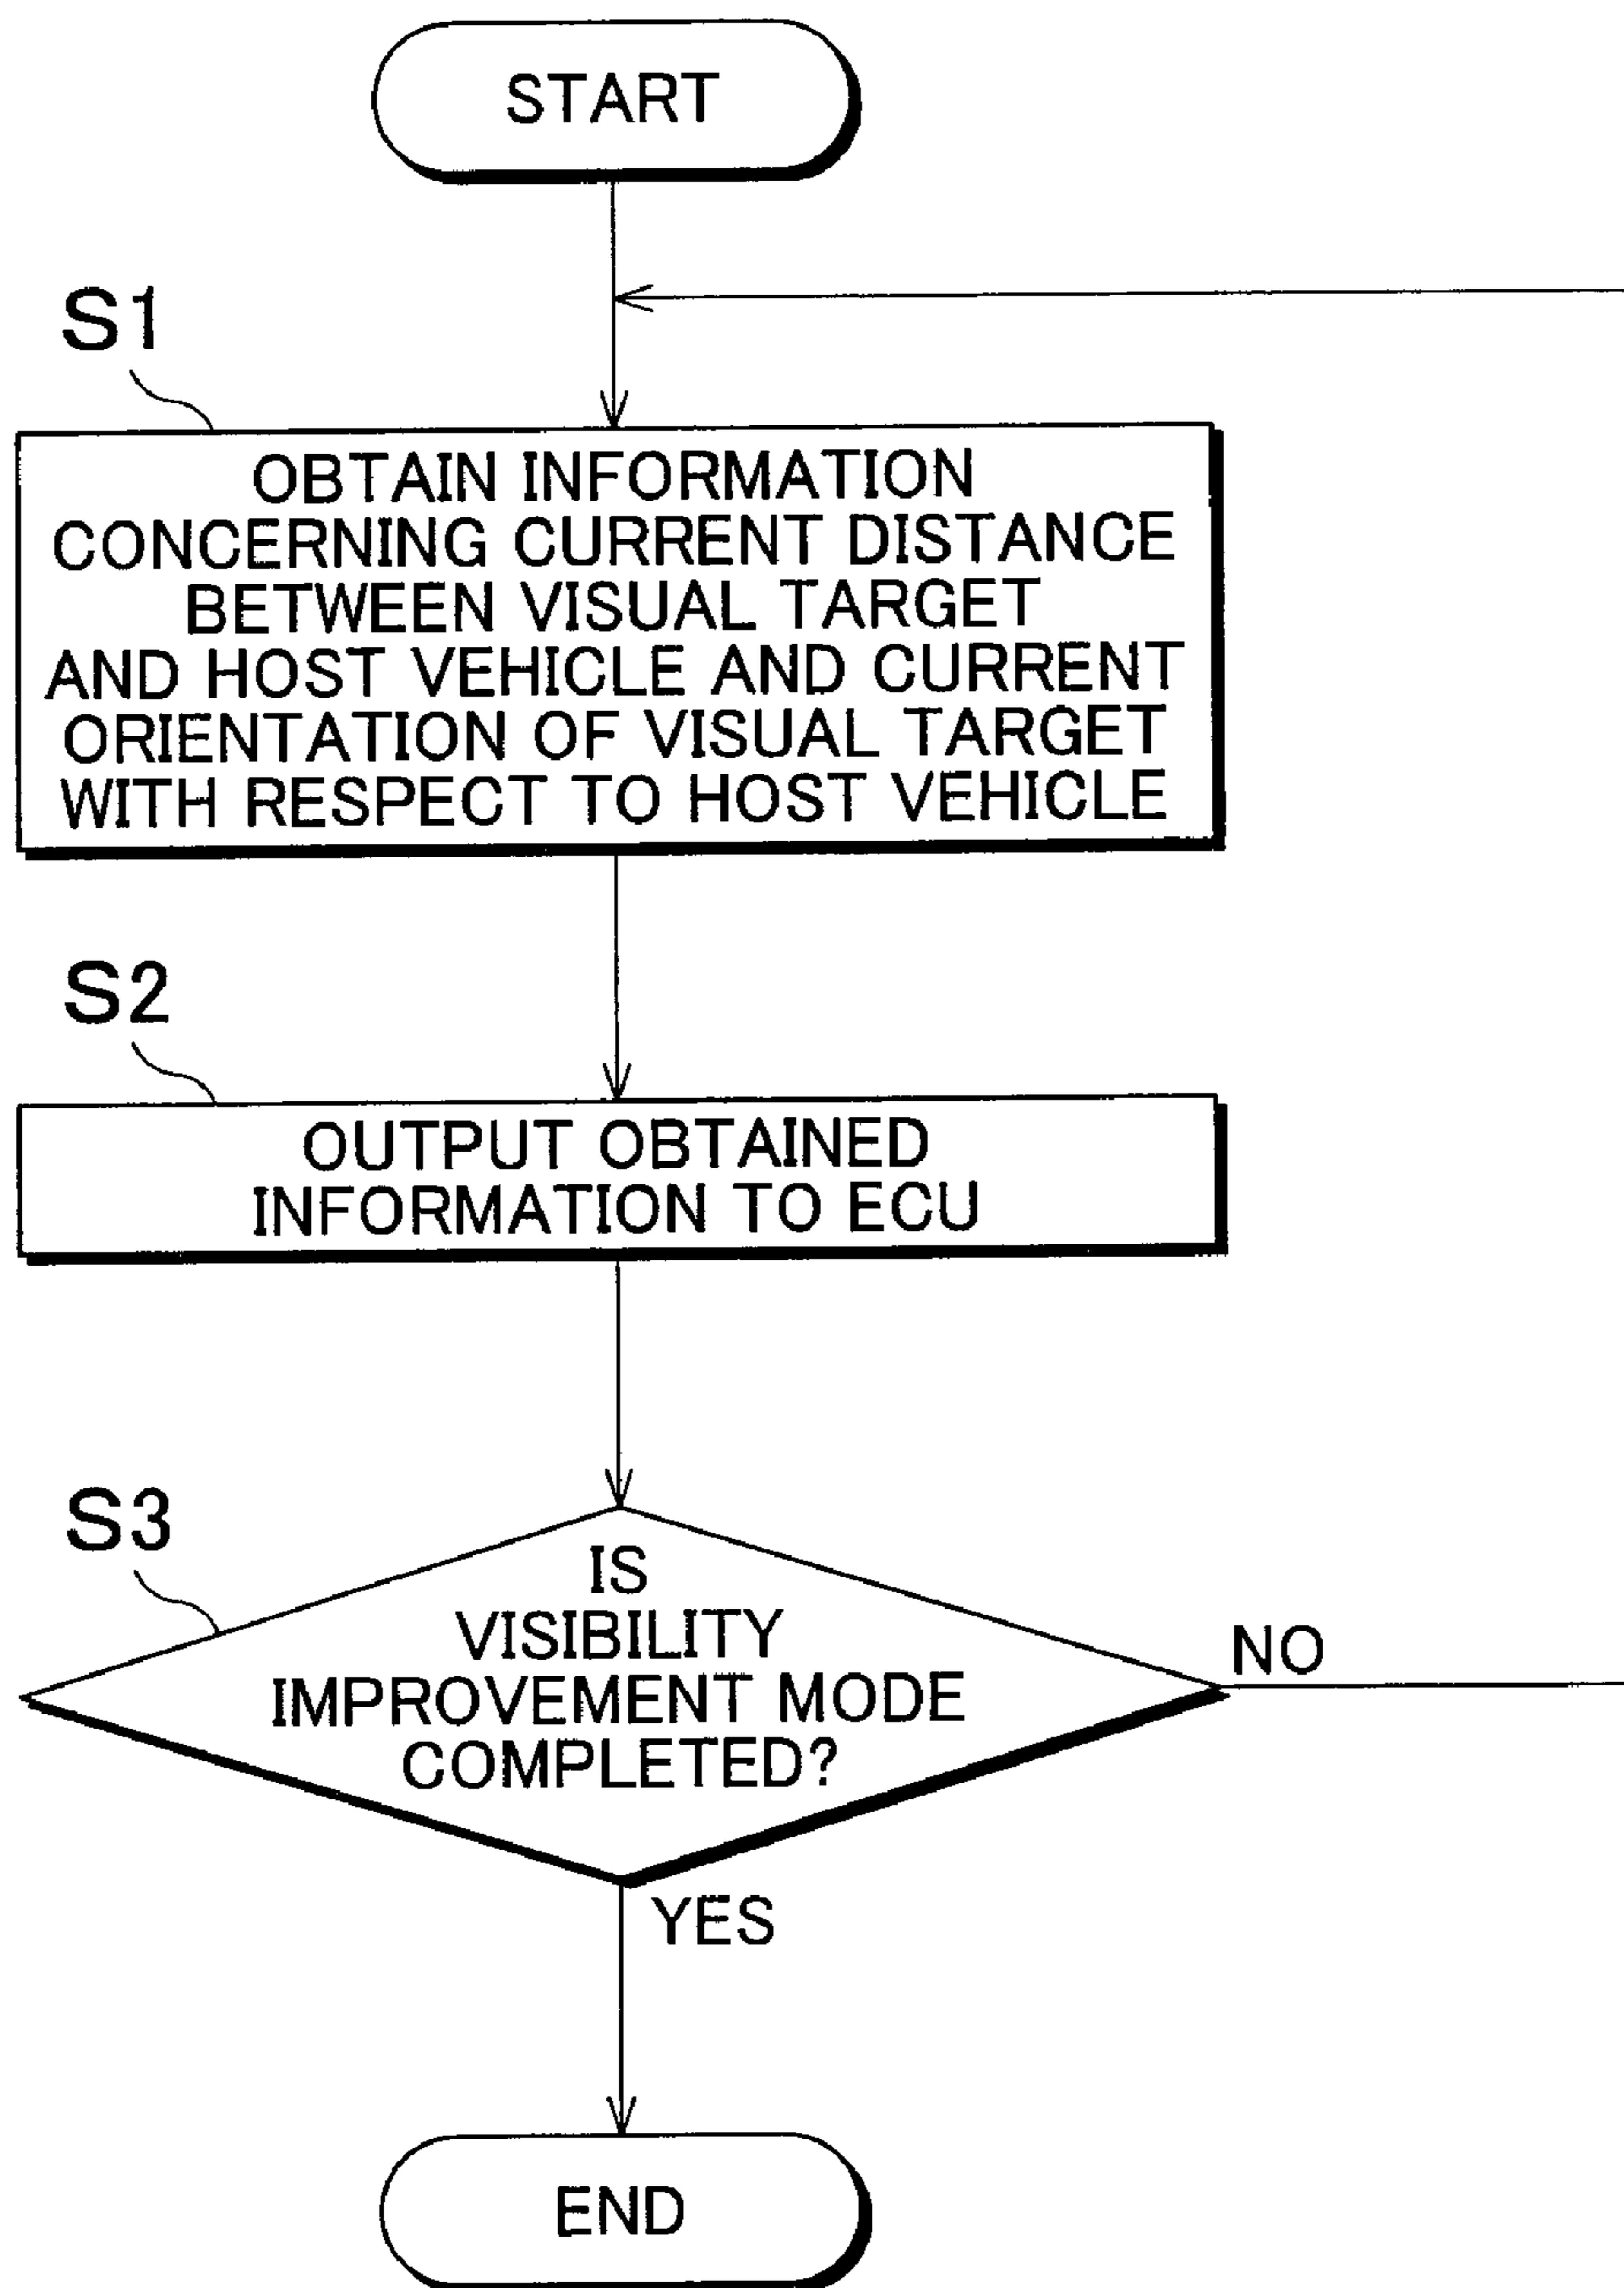 START
S1
OBTAIN INFORMATION
CONCERNING CURRENT DISTANCE
BETWEEN VISUAL TARGET
AND HOST VEHICLE AND CURRENT
ORIENTATION OF VISUAL TARGET
WITH RESPECT TO HOST VEHICLE
S2
OUTPUT OBTAINED
INFORMATION TO ECU
S3
IS
VISIBILITY
IMPROVEMENT MODE
COMPLETED?
NO
YES
END